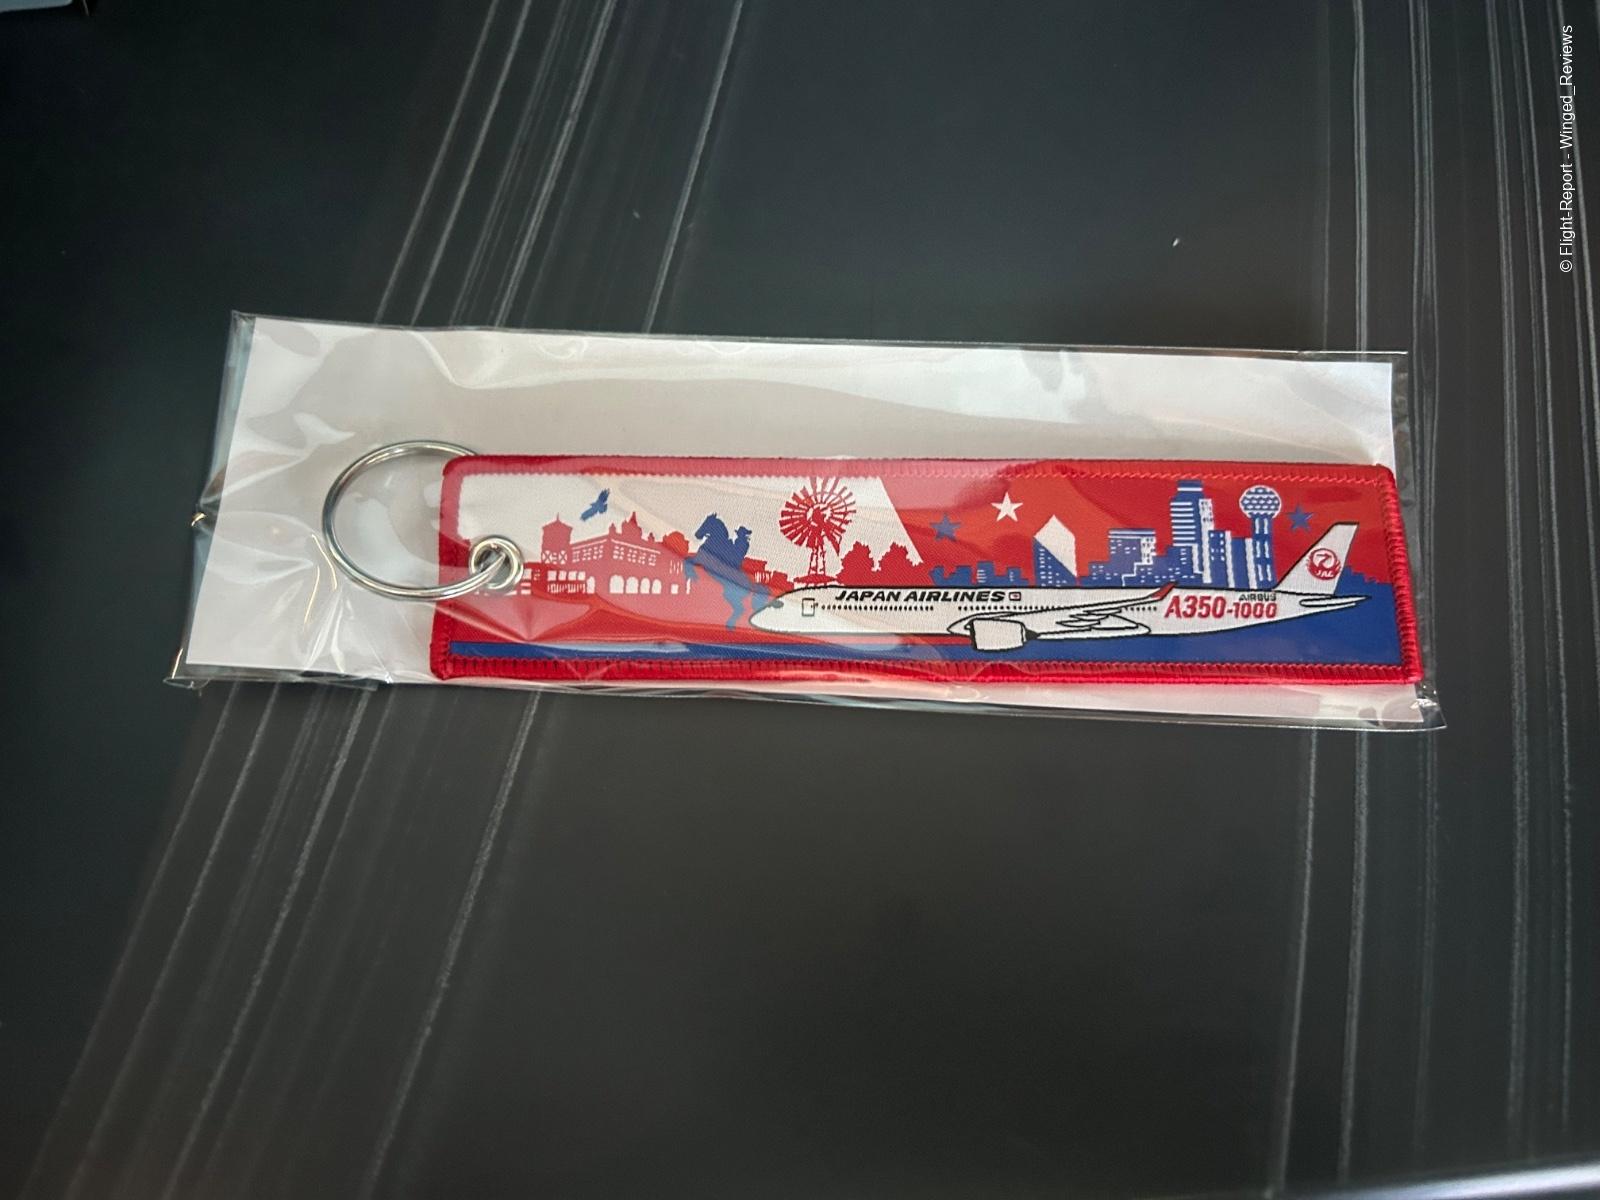 JAPAN AIRLINES
AIRBUS
A350-1000
JAL
© Flight-Report - Winged_Reviews